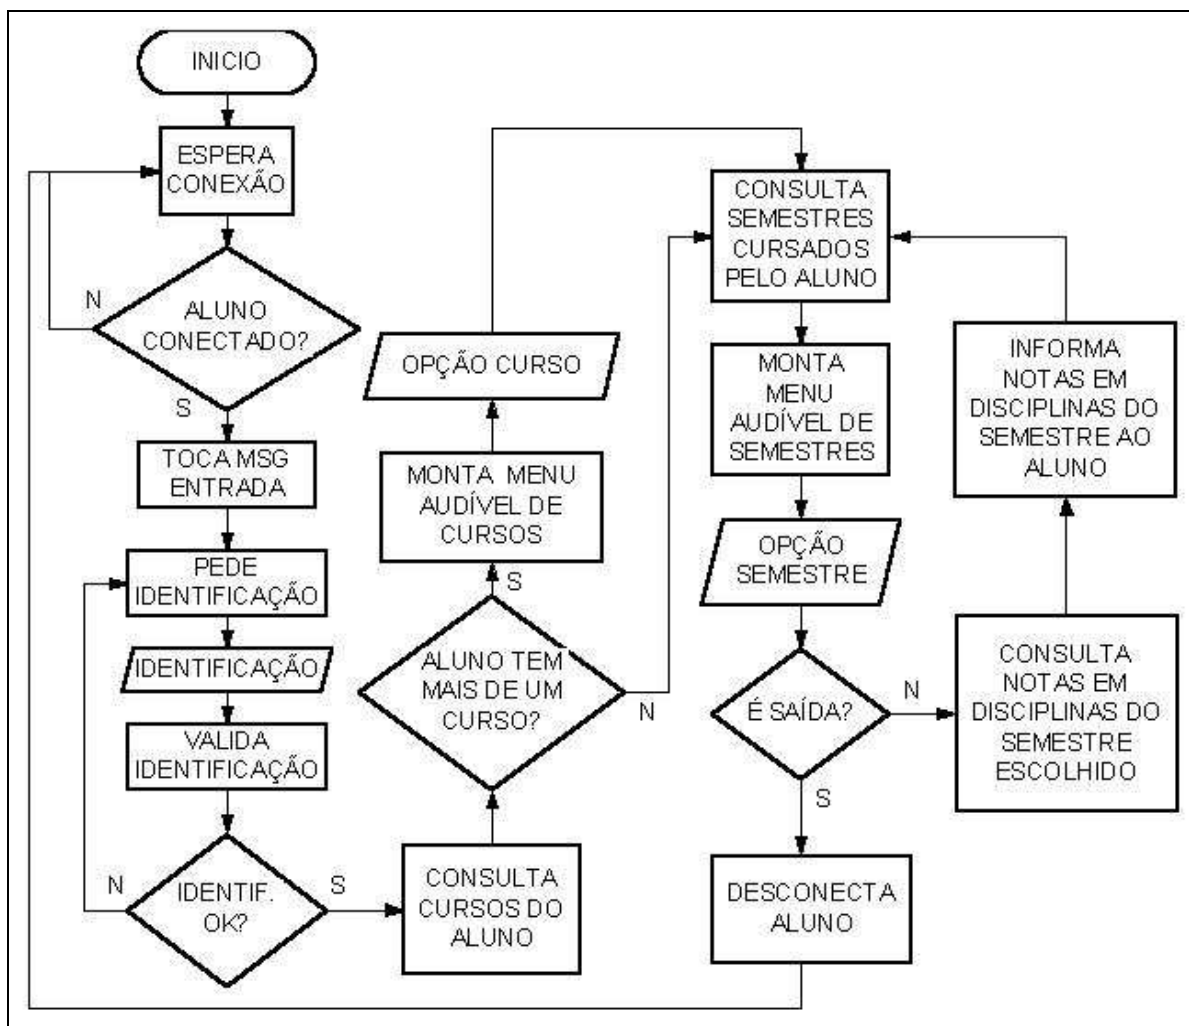 INICIO
ESPERA
CONEXÃO
N
ALUNO
CONECTADO?
S
TOCA MSG
ENTRADA
PEDE
IDENTIFICAÇÃO
IDENTIFICAÇÃO
VALIDA
IDENTIFICAÇÃO
N
IDENTIF.
OK?
S
CONSULTA
CURSOS DO
ALUNO
ALUNO TEM
MAIS DE UM
CURSO?
S
N
MONTA MENU
AUDÍVEL DE
CURSOS
OPÇÃO CURSO
CONSULTA
SEMESTRES
CURSADOS
PELO ALUNO
MONTA
MENU
AUDÍVEL DE
SEMESTRES
OPÇÃO
SEMESTRE
É SAÍDA?
N
S
DESCONECTA
ALUNO
CONSULTA
NOTAS EM
DISCIPLINAS DO
SEMESTRE
ESCOLHIDO
INFORMA
NOTAS EM
DISCIPLINAS DO
SEMESTRE AO
ALUNO